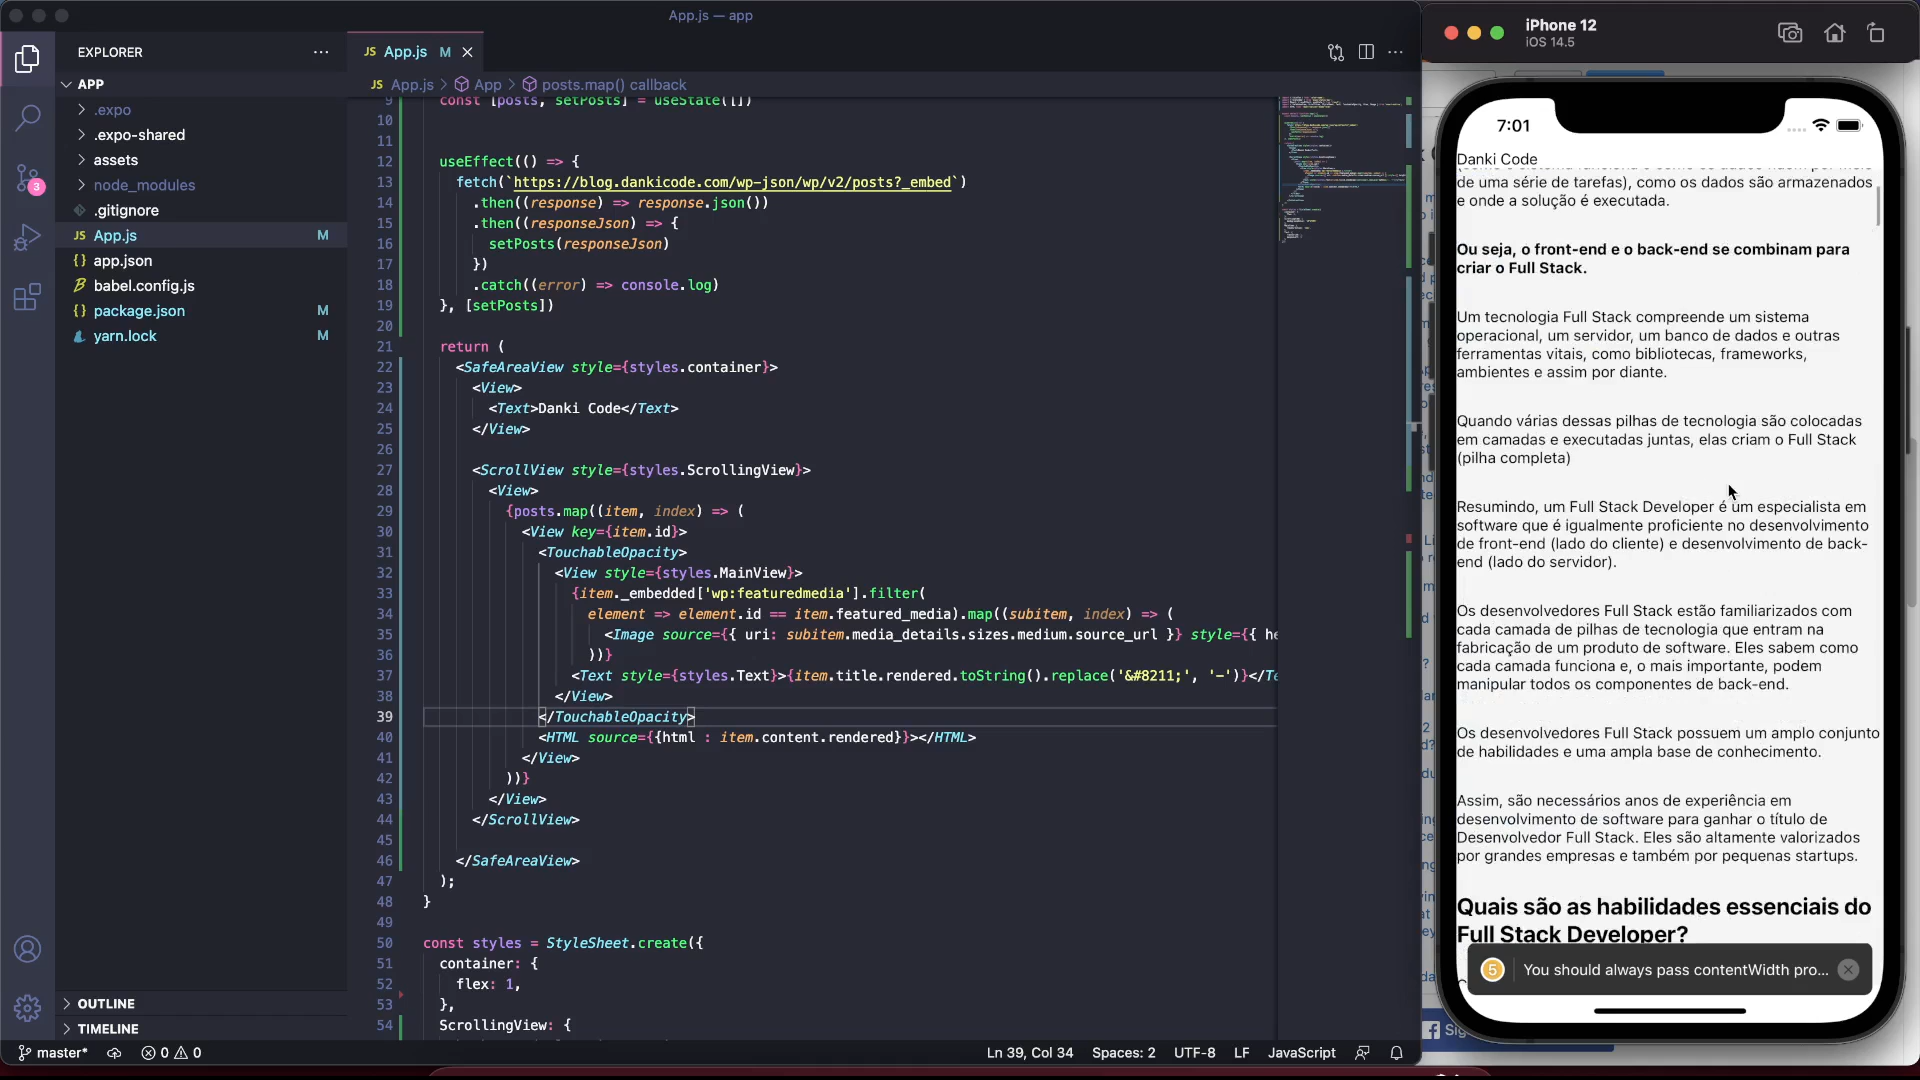 App.js — app
EXPLORER
APP
.expo
.expo-shared
assets
node_modules
.gitignore
JS App.js M
{} app.json
babel.config.js
{} package.json M
yarn.lock M
OUTLINE
TIMELINE
master*
0 0
JS App.js M
JS App.js > App > posts.map() callback
9 const [posts, setPosts] = useState([])
10
11
12 useEffect(() => {
13 fetch(`https://blog.dankicode.com/wp-json/wp/v2/posts?_embed`)
14 .then((response) => response.json())
15 .then((responseJson) => {
16 setPosts(responseJson)
17 })
18 .catch((error) => console.log)
19 }, [setPosts])
20
21 return (
22 <SafeAreaView style={styles.container}>
23 <View>
24 <Text>Danki Code</Text>
25 </View>
26
27 <ScrollView style={styles.ScrollingView}>
28 <View>
29 {posts.map((item, index) => (
30 <View key={item.id}>
31 <TouchableOpacity>
32 <View style={styles.MainView}>
33 {item._embedded['wp:featuredmedia'].filter(
34 element => element.id == item.featured_media).map((subitem, index) => (
35 <Image source={{ uri: subitem.media_details.sizes.medium.source_url }} style={{ he
36 ))}
37 <Text style={styles.Text}>{item.title.rendered.toString().replace('&#8211;', '-')}</Te
38 </View>
39 </TouchableOpacity>
40 <HTML source={{html : item.content.rendered}}></HTML>
41 </View>
42 ))}
43 </View>
44 </ScrollView>
45
46 </SafeAreaView>
47 );
48 }
49
50 const styles = StyleSheet.create({
51 container: {
52 flex: 1,
53 },
54 ScrollingView: {
Ln 39, Col 34 Spaces: 2 UTF-8 LF JavaScript
iPhone 12
iOS 14.5
7:01
Danki Code
de uma série de tarefas), como os dados são armazenados
e onde a solução é executada.
Ou seja, o front-end e o back-end se combinam para
criar o Full Stack.
Um tecnologia Full Stack compreende um sistema
operacional, um servidor, um banco de dados e outras
ferramentas vitais, como bibliotecas, frameworks,
ambientes e assim por diante.
Quando várias dessas pilhas de tecnologia são colocadas
em camadas e executadas juntas, elas criam o Full Stack
(pilha completa)
Resumindo, um Full Stack Developer é um especialista em
software que é igualmente proficiente no desenvolvimento
de front-end (lado do cliente) e desenvolvimento de back-
end (lado do servidor).
Os desenvolvedores Full Stack estão familiarizados com
cada camada de pilhas de tecnologia que entram na
fabricação de um produto de software. Eles sabem como
cada camada funciona e, o mais importante, podem
manipular todos os componentes de back-end.
Os desenvolvedores Full Stack possuem um amplo conjunto
de habilidades e uma ampla base de conhecimento.
Assim, são necessários anos de experiência em
desenvolvimento de software para ganhar o título de
Desenvolvedor Full Stack. Eles são altamente valorizados
por grandes empresas e também por pequenas startups.
Quais são as habilidades essenciais do
Full Stack Developer?
5 You should always pass contentWidth pro...
3